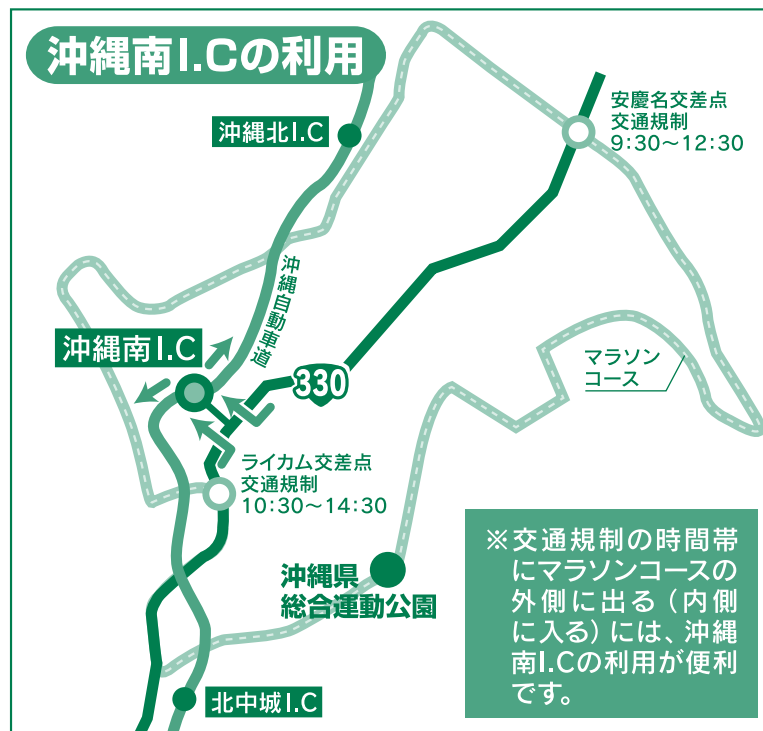 沖縄南I.Cの利用
沖縄北I.C
安慶名交差点
交通規制
9:30～12:30
沖縄自動車道
沖縄南I.C
330
マラソン
コース
ライカム交差点
交通規制
10:30～14:30
沖縄県
総合運動公園
※交通規制の時間帯
にマラソンコースの
外側に出る（内側
に入る）には、沖縄
南I.Cの利用が便利
です。
北中城I.C